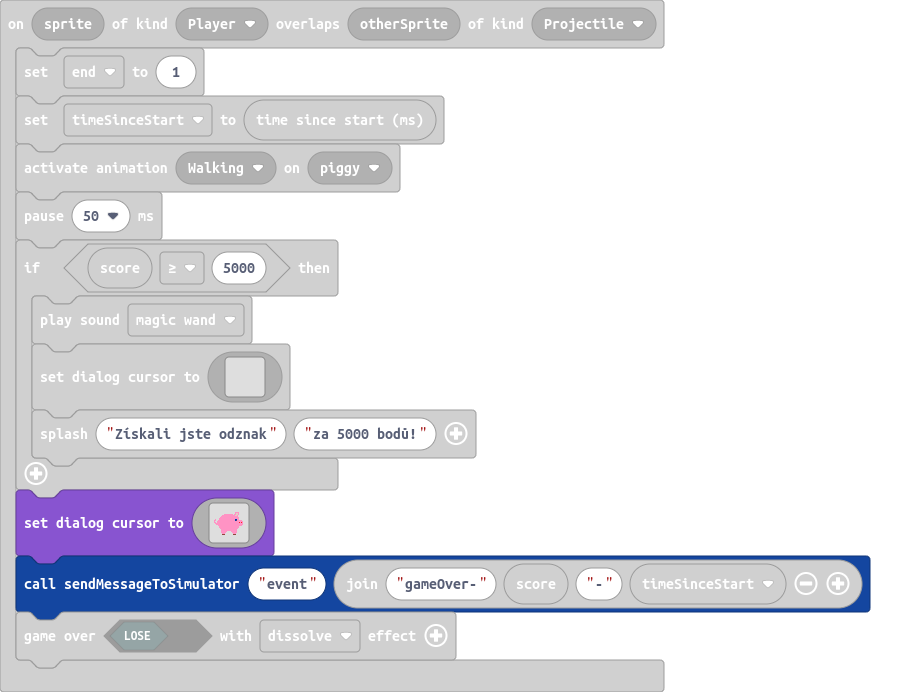 on sprite of kind Player overlaps otherSprite of kind Projectile
set end to 1
set timeSinceStart to time since start (ms)
activate animation Walking on piggy
pause 50 ms
if score ≥ 5000 then
play sound magic wand
set dialog cursor to
splash "Získali jste odznak" "za 5000 bodů!"
set dialog cursor to
call sendMessageToSimulator "event" join "gameOver-" score "-" timeSinceStart
game over LOSE with dissolve effect